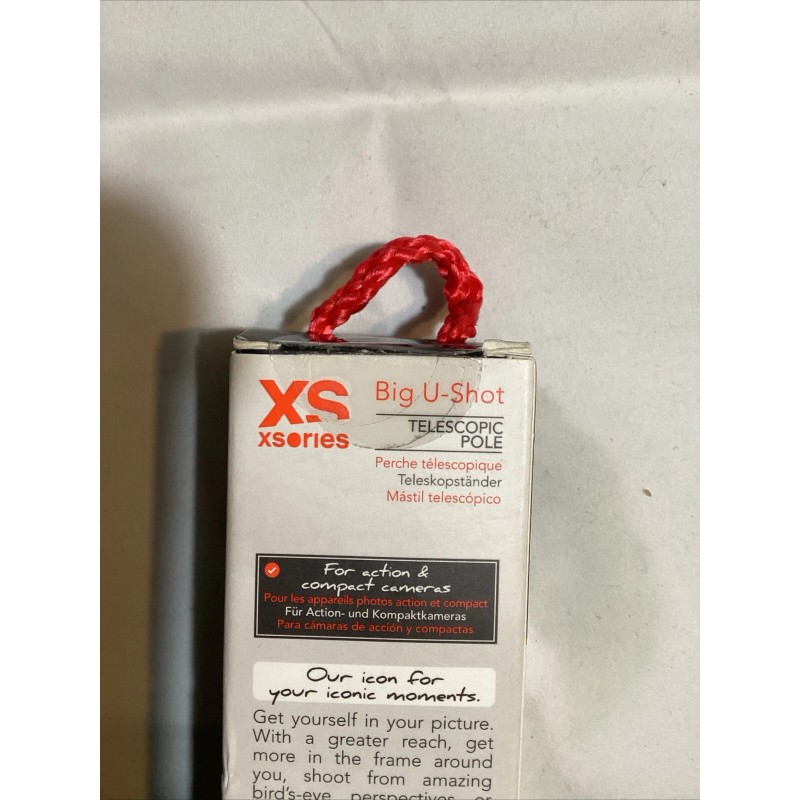 XS
xsories
Big U-Shot
TELESCOPIC
POLE
Perche télescopique
Teleskopständer
Mástil telescópico
For action &
compact cameras
Pour les appareils photos action et compact
Für Action- und Kompaktkameras
Para cámaras de acción y compactas
Our icon for
your iconic moments.
Get yourself in your picture.
With a greater reach, get
more in the frame around
you, shoot from amazing
bird's-eye perspectives or